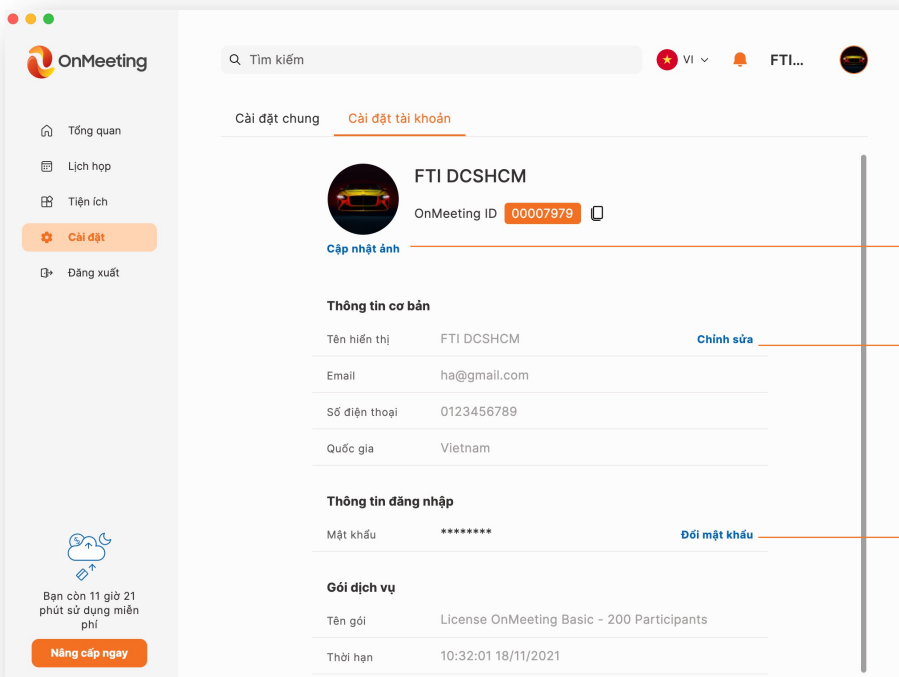 OnMeeting
Tìm kiếm
VI
FTI...
Tổng quan
Lịch họp
Tiện ích
Cài đặt
Đăng xuất
Bạn còn 11 giờ 21
phút sử dụng miễn
phí
Nâng cấp ngay
Cài đặt chung
Cài đặt tài khoản
FTI DCSHCM
OnMeeting ID 00007979
Cập nhật ảnh
Thông tin cơ bản
Tên hiển thị FTI DCSHCM Chỉnh sửa
Email ha@gmail.com
Số điện thoại 0123456789
Quốc gia Vietnam
Thông tin đăng nhập
Mật khẩu ******** Đổi mật khẩu
Gói dịch vụ
Tên gói License OnMeeting Basic - 200 Participants
Thời hạn 10:32:01 18/11/2021